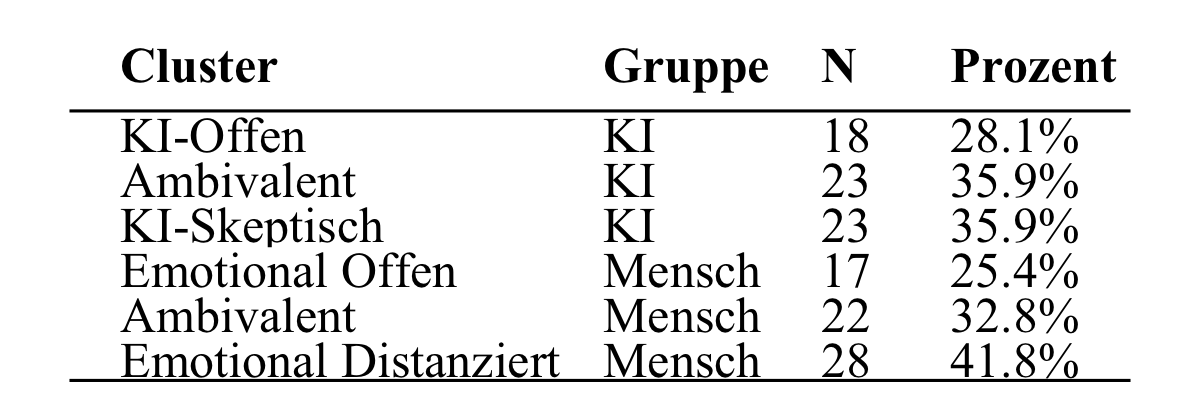 Cluster Gruppe N Prozent
KI-Offen KI 18 28.1%
Ambivalent KI 23 35.9%
KI-Skeptisch KI 23 35.9%
Emotional Offen Mensch 17 25.4%
Ambivalent Mensch 22 32.8%
Emotional Distanziert Mensch 28 41.8%